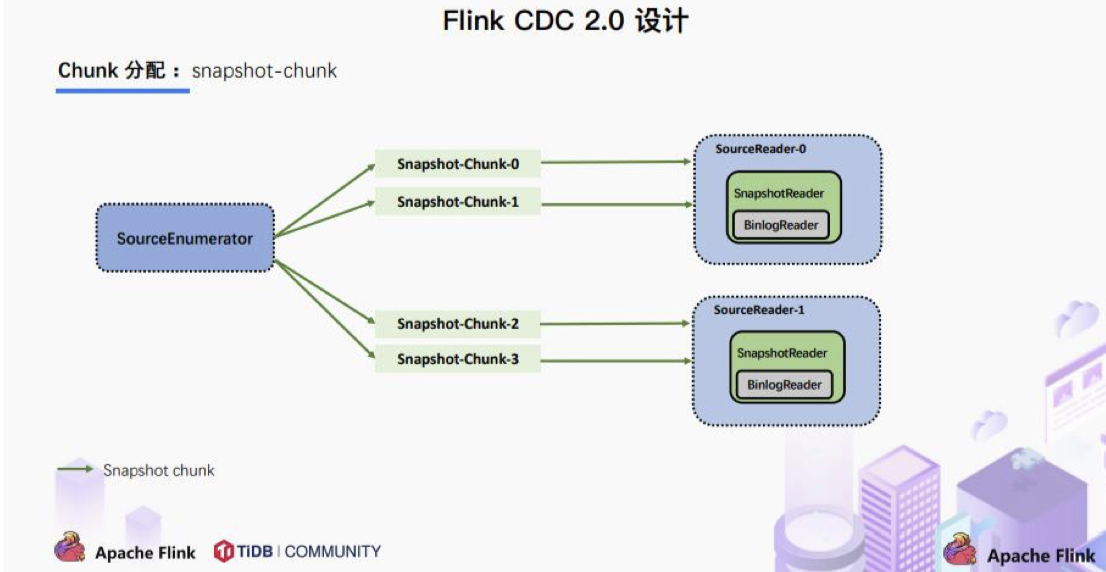 Flink CDC 2.0 设计
Chunk 分配： snapshot-chunk
SourceEnumerator
Snapshot-Chunk-0
Snapshot-Chunk-1
Snapshot-Chunk-2
Snapshot-Chunk-3
SourceReader-0
SnapshotReader
BinlogReader
SourceReader-1
SnapshotReader
BinlogReader
Snapshot chunk
Apache Flink
TiDB | COMMUNITY
Apache Flink